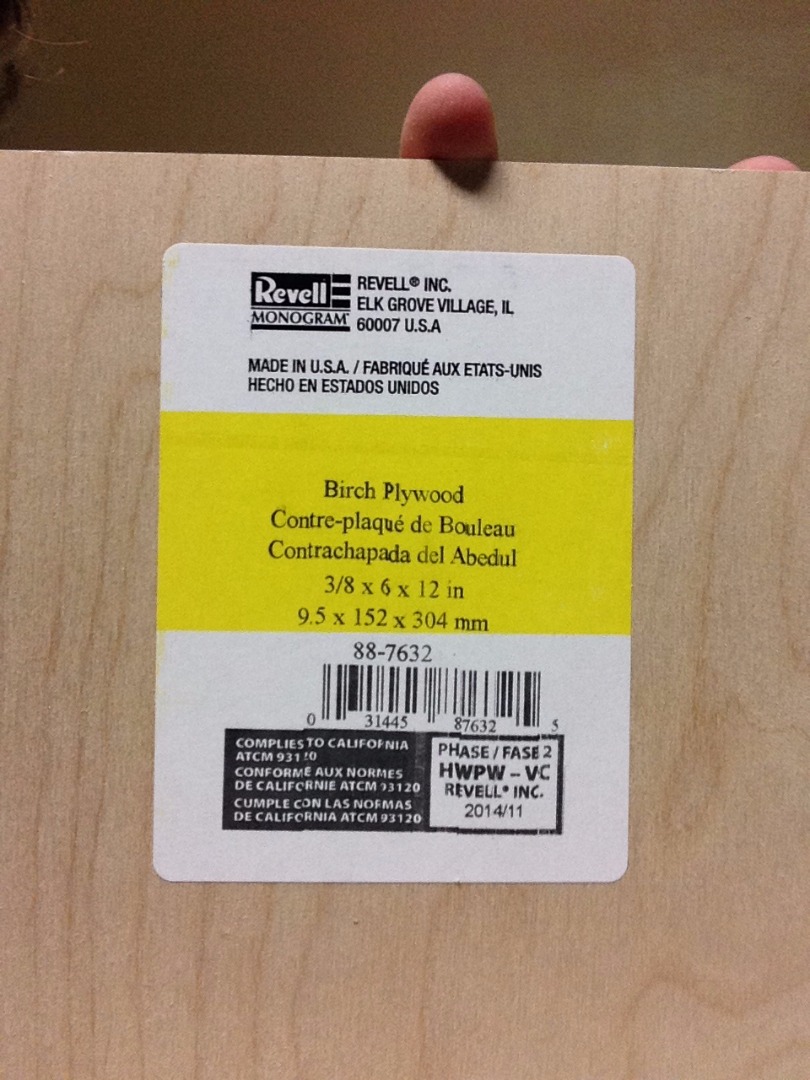 Revell
MONOGRAM
REVELL® INC.
ELK GROVE VILLAGE, IL
60007 U.S.A
MADE IN U.S.A. / FABRIQUÉ AUX ETATS-UNIS
HECHO EN ESTADOS UNIDOS
Birch Plywood
Contre-plaqué de Bouleau
Contrachapada del Abedul
3/8 x 6 x 12 in
9.5 x 152 x 304 mm
88-7632
0 31445 87632 5
COMPLIES TO CALIFORNIA
ATCM 93120
CONFORME AUX NORMES
DE CALIFORNIE ATCM 93120
CUMPLE CON LAS NORMAS
DE CALIFORNIA ATCM 93120
PHASE / FASE 2
HWPW – VC
REVELL® INC.
2014/11